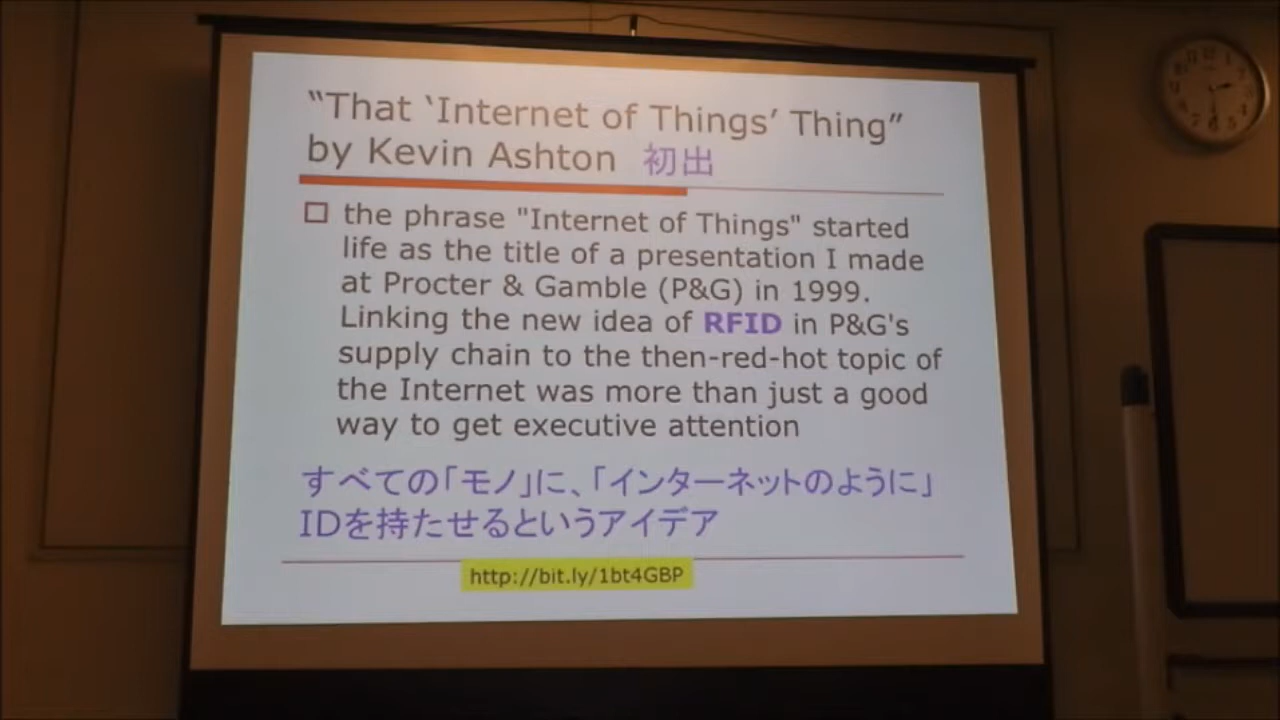 “That ‘Internet of Things’ Thing”
by Kevin Ashton 初出
the phrase "Internet of Things" started
life as the title of a presentation I made
at Procter & Gamble (P&G) in 1999.
Linking the new idea of RFID in P&G's
supply chain to the then-red-hot topic of
the Internet was more than just a good
way to get executive attention
すべての「モノ」に、「インターネットのように」
IDを持たせるというアイデア
http://bit.ly/1bt4GBP